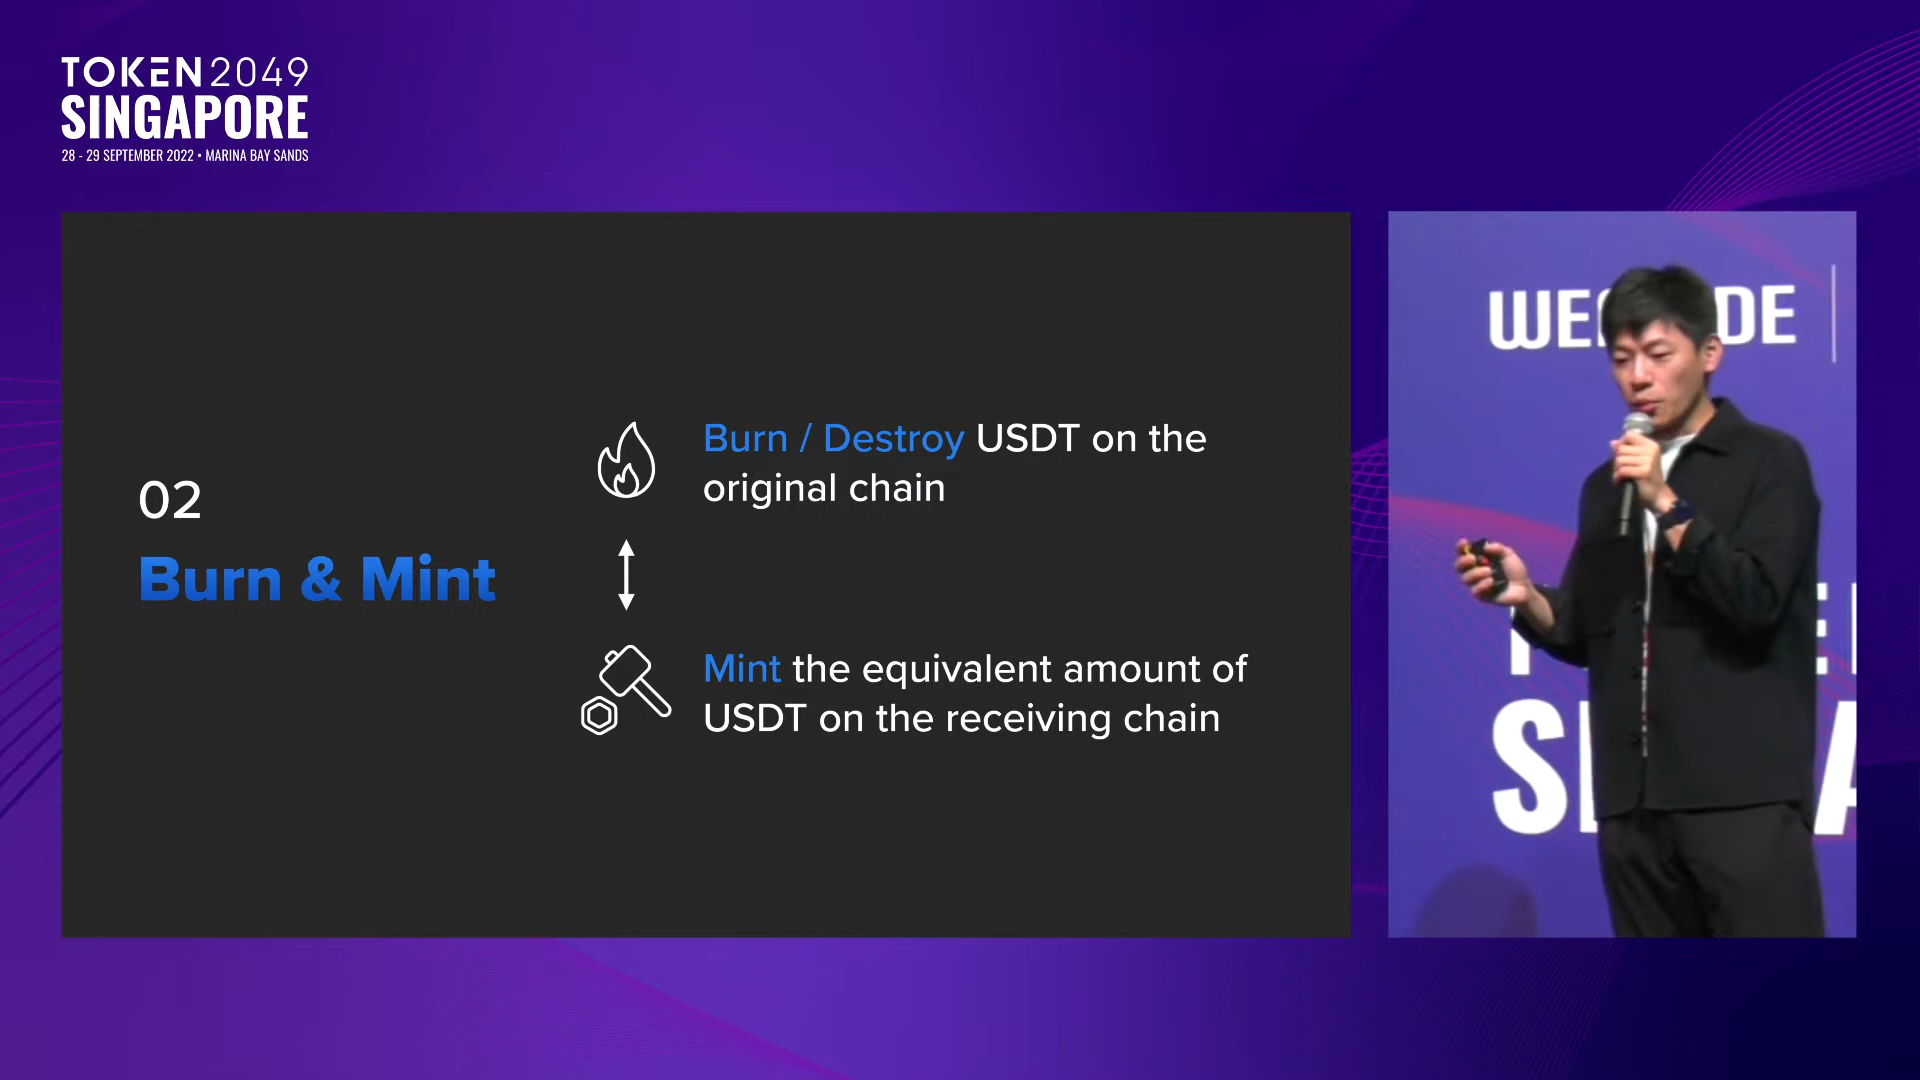 TOKEN2049
SINGAPORE
28 - 29 SEPTEMBER 2022 • MARINA BAY SANDS
02
Burn & Mint
Burn / Destroy USDT on the
original chain
Mint the equivalent amount of
USDT on the receiving chain